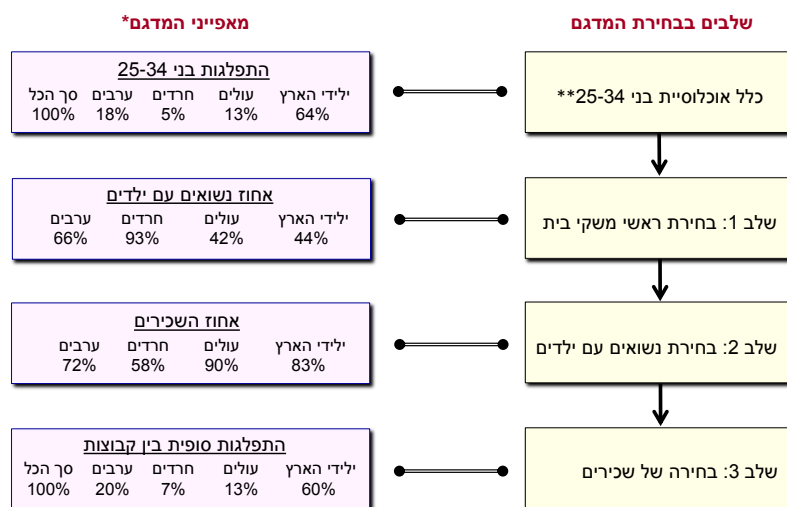 שלבים בבחירת המדגם
מאפייני המדגם*
כלל אוכלוסיית בני 25-34**
התפלגות בני 25-34
ילידי הארץ עולים חרדים ערבים סך הכל
64% 13% 5% 18% 100%
שלב 1: בחירת ראשי משקי בית
אחוז נשואים עם ילדים
ילידי הארץ עולים חרדים ערבים
44% 42% 93% 66%
שלב 2: בחירת נשואים עם ילדים
אחוז השכירים
ילידי הארץ עולים חרדים ערבים
83% 90% 58% 72%
שלב 3: בחירה של שכירים
התפלגות סופית בין קבוצות
ילידי הארץ עולים חרדים ערבים סך הכל
60% 13% 7% 20% 100%